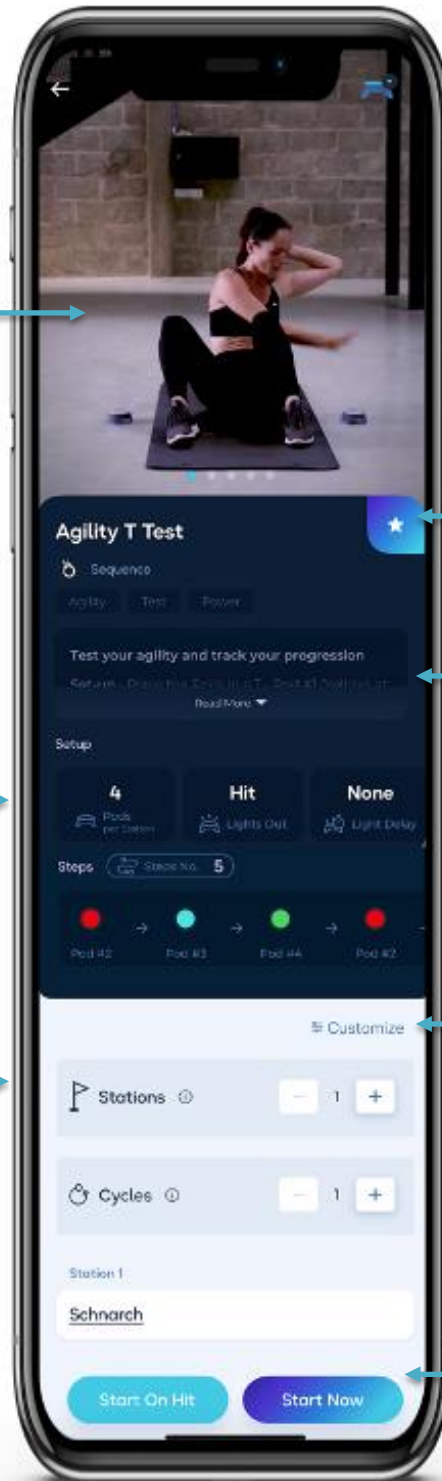 Agility T Test
Sequence
Agility Test Power
Test your agility and track your progression
Read More
Setup
4 Hit None
Pods per Station Lights Out Light Delay
Steps Steps No. 5
Pod #2 Pod #3 Pod #4 Pod #2
Customize
Stations 1
Cycles 1
Station 1
Schnarch
Start On Hit Start Now